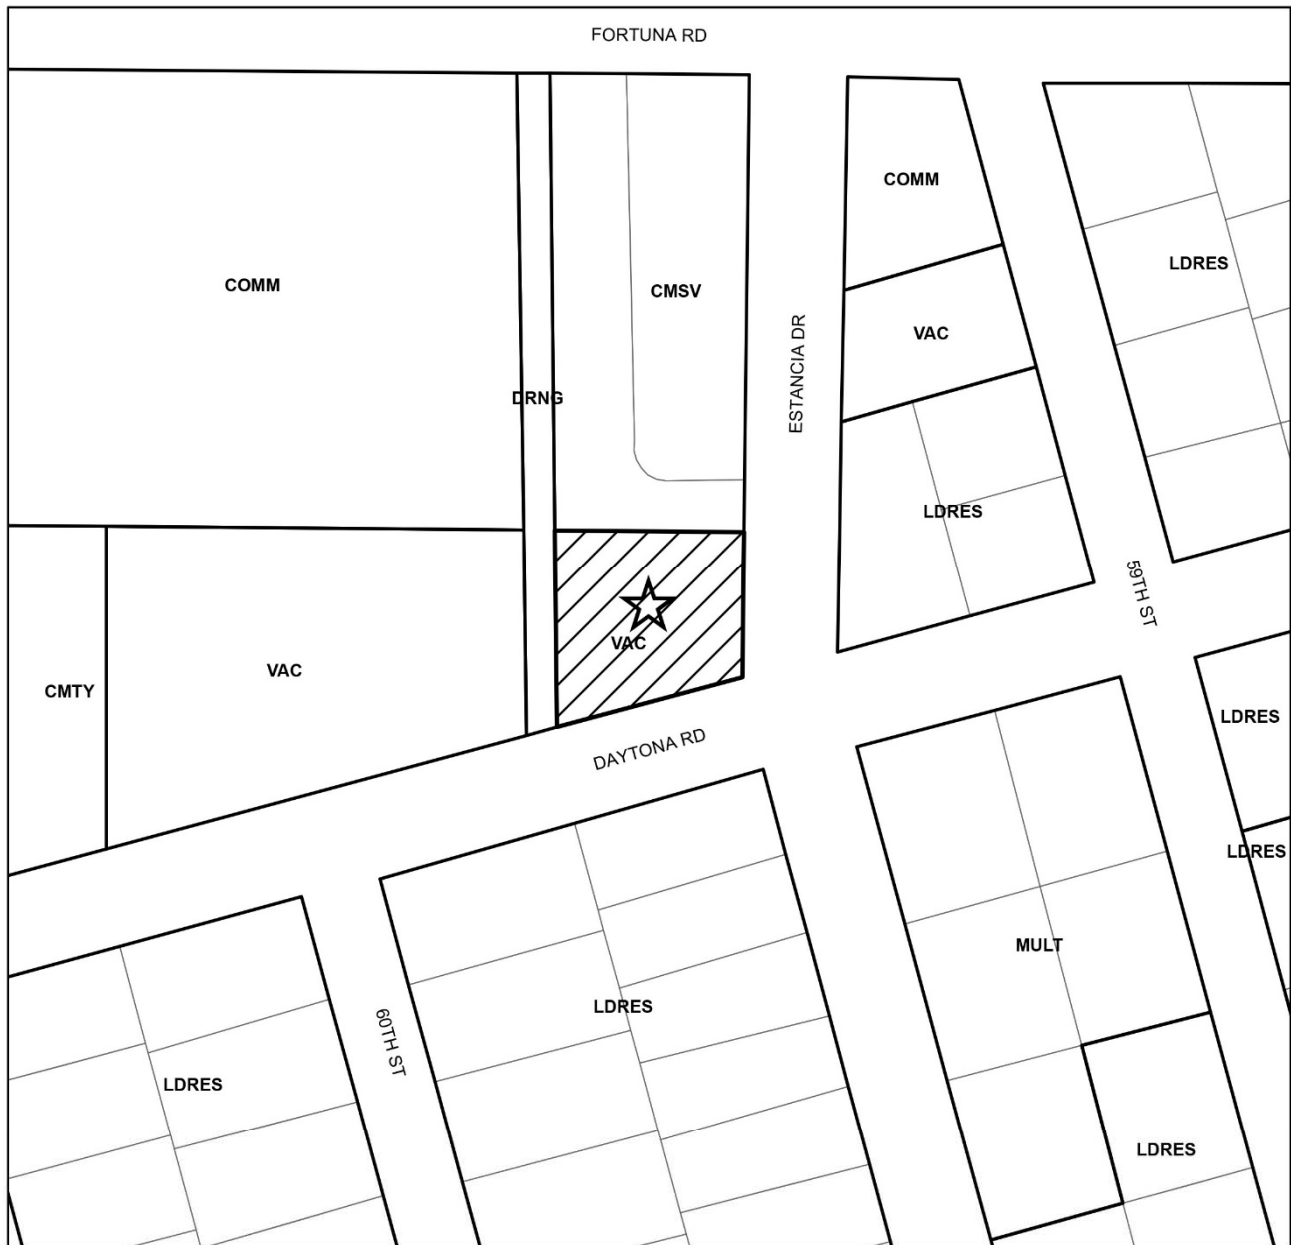 FORTUNA RD
COMM
LDRES
COMM
CMSV
VAC
ESTANCIA DR
DRNG
LDRES
59TH ST
VAC
VAC
CMTY
LDRES
DAYTONA RD
LDRES
MULT
LDRES
60TH ST
LDRES
LDRES